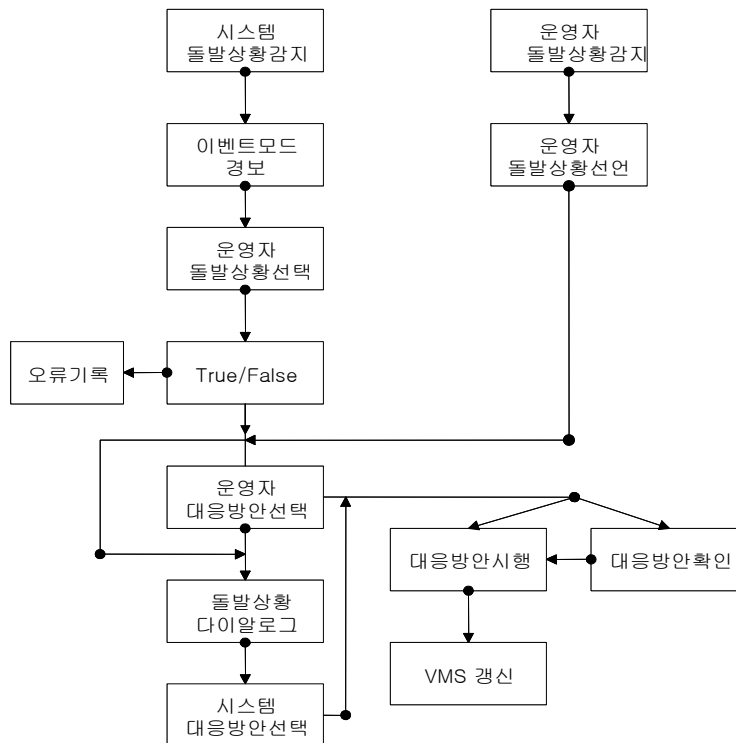 시스템
돌발상황감지
운영자
돌발상황감지
이벤트모드
경보
운영자
돌발상황선언
운영자
돌발상황선택
오류기록
True/False
운영자
대응방안선택
대응방안시행
대응방안확인
돌발상황
다이알로그
VMS 갱신
시스템
대응방안선택